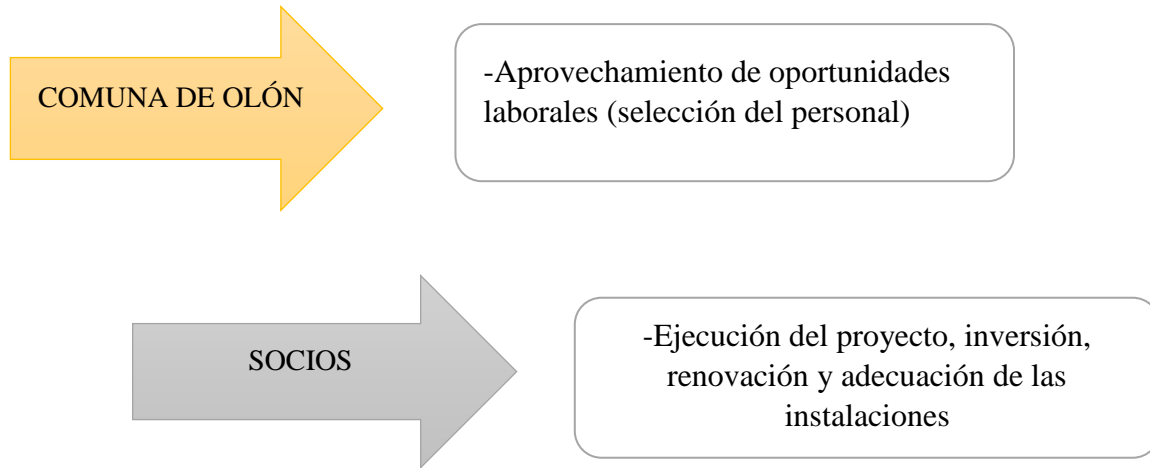 COMUNA DE OLÓN
-Aprovechamiento de oportunidades
laborales (selección del personal)
SOCIOS
-Ejecución del proyecto, inversión,
renovación y adecuación de las
instalaciones